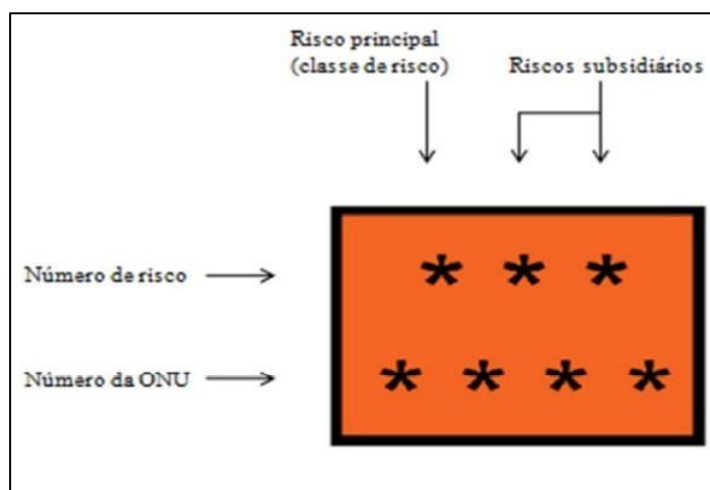 Risco principal
(classe de risco)
Riscos subsidiários
Número de risco
* * *
Número da ONU
* * * *